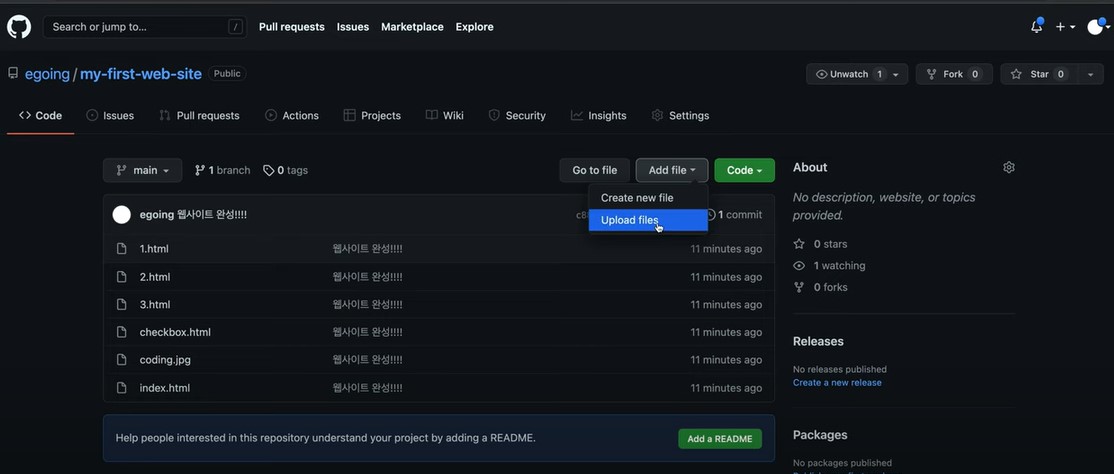 Search or jump to... /
Pull requests Issues Marketplace Explore
egoing / my-first-web-site Public
Unwatch 1 Fork 0 Star 0
Code Issues Pull requests Actions Projects Wiki Security Insights Settings
main 1 branch 0 tags Go to file Add file Code
Create new file
Upload files
egoing 웹사이트 완성!!!! 1 commit
1.html 웹사이트 완성!!!! 11 minutes ago
2.html 웹사이트 완성!!!! 11 minutes ago
3.html 웹사이트 완성!!!! 11 minutes ago
checkbox.html 웹사이트 완성!!!! 11 minutes ago
coding.jpg 웹사이트 완성!!!! 11 minutes ago
index.html 웹사이트 완성!!!! 11 minutes ago
Help people interested in this repository understand your project by adding a README. Add a README
About
No description, website, or topics
provided.
0 stars
1 watching
0 forks
Releases
No releases published
Create a new release
Packages
No packages published